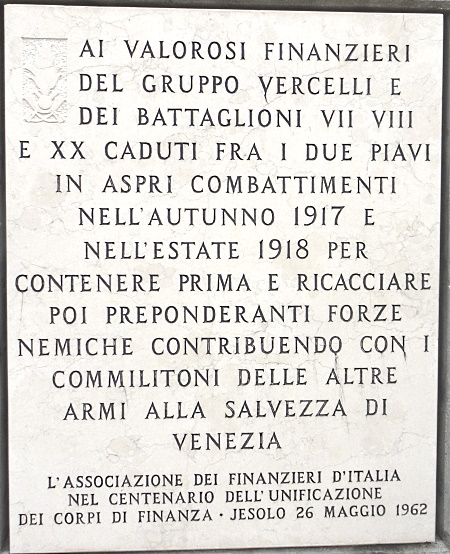 AI VALOROSI FINANZIERI
DEL GRUPPO VERCELLI E
DEI BATTAGLIONI VII VIII
E XX CADUTI FRA I DUE PIAVI
IN ASPRI COMBATTIMENTI
NELL'AUTUNNO 1917 E
NELL'ESTATE 1918 PER
CONTENERE PRIMA E RICACCIARE
POI PREPONDERANTI FORZE
NEMICHE CONTRIBUENDO CON I
COMMILITONI DELLE ALTRE
ARMI ALLA SALVEZZA DI
VENEZIA
L'ASSOCIAZIONE DEI FINANZIERI D'ITALIA
NEL CENTENARIO DELL'UNIFICAZIONE
DEI CORPI DI FINANZA · JESOLO 26 MAGGIO 1962